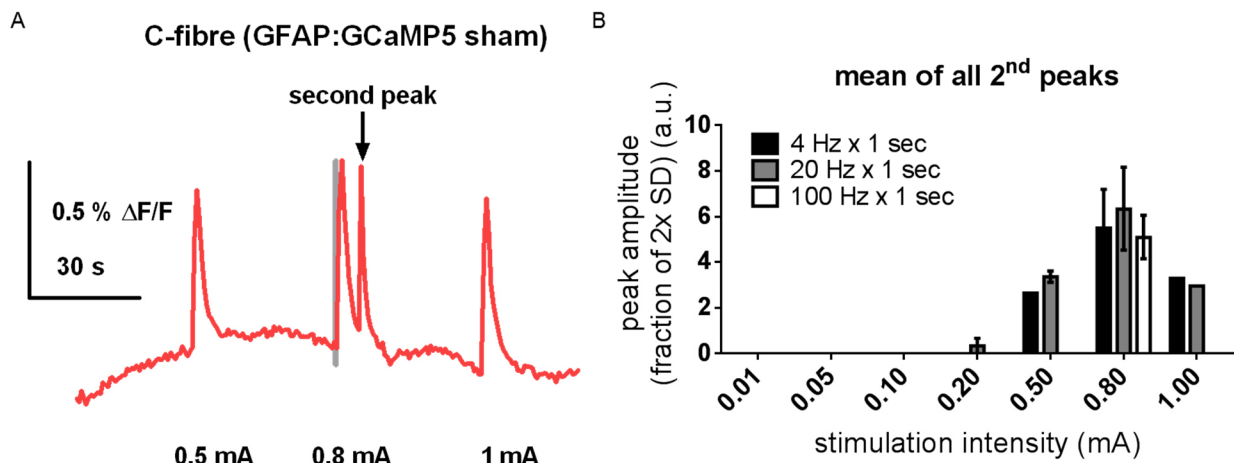 A
C-fibre (GFAP:GCaMP5 sham)
second peak
0.5 % ΔF/F
30 s
0.5 mA
0.8 mA
1 mA
B
mean of all 2nd peaks
peak amplitude
(fraction of 2x SD) (a.u.)
10
8
6
4
2
0
4 Hz x 1 sec
20 Hz x 1 sec
100 Hz x 1 sec
0.01
0.05
0.10
0.20
0.50
0.80
1.00
stimulation intensity (mA)